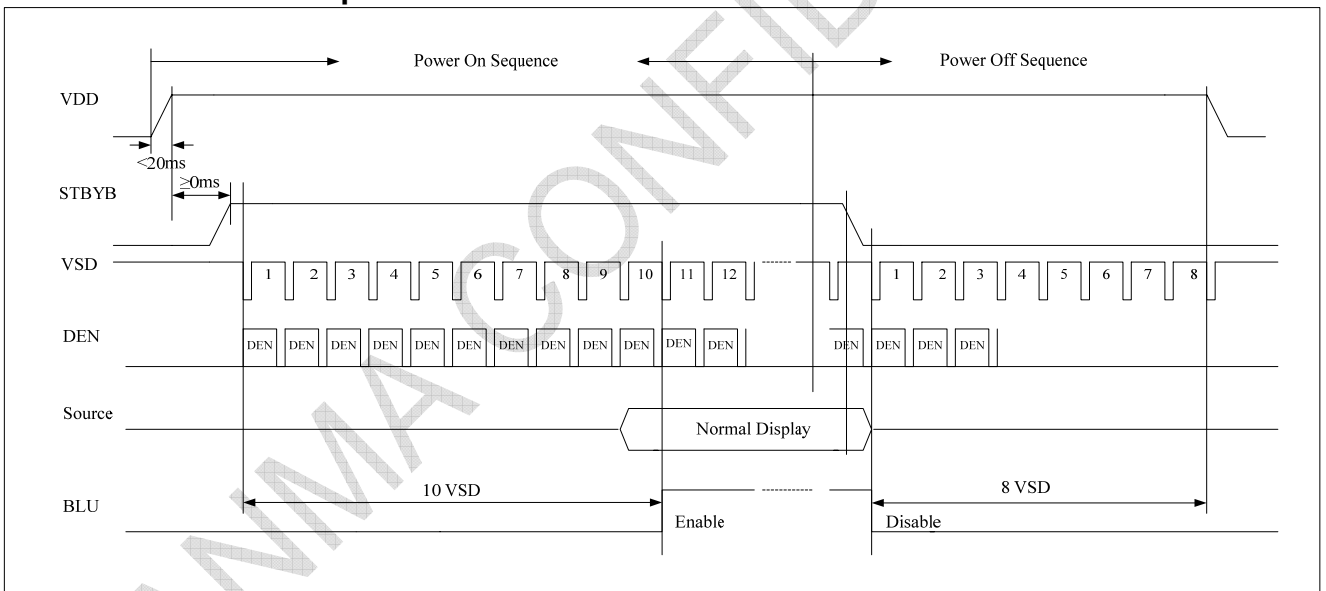 Power On Sequence
Power Off Sequence
VDD
<20ms
≥0ms
STBYB
VSD
1 2 3 4 5 6 7 8 9 10 11 12 1 2 3 4 5 6 7 8
DEN
DEN DEN DEN DEN DEN DEN DEN DEN DEN DEN DEN DEN DEN DEN DEN DEN
Source
Normal Display
10 VSD
8 VSD
BLU
Enable
Disable